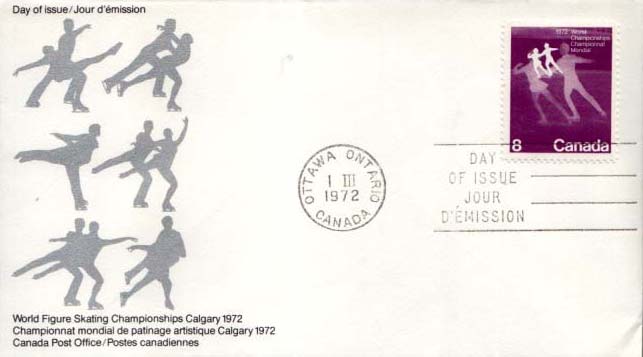 Day of issue/Jour d'émission
1972 World
Championships
Championnat
Mondial
8 Canada
OTTAWA ONTARIO
1 III
1972
CANADA
DAY
OF ISSUE
JOUR
D'ÉMISSION
World Figure Skating Championships Calgary 1972
Championnat mondial de patinage artistique Calgary 1972
Canada Post Office/Postes canadiennes